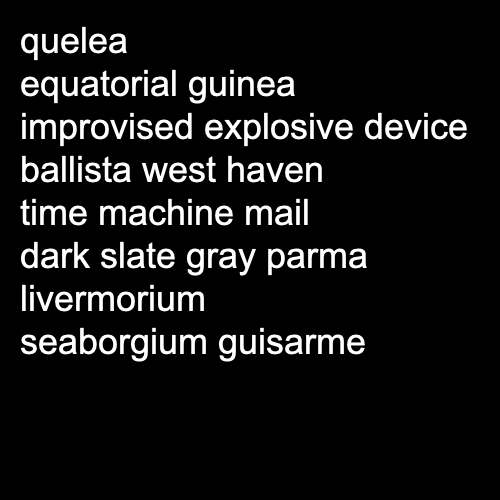 quelea
equatorial guinea
improvised explosive device
ballista west haven
time machine mail
dark slate gray parma
livermorium
seaborgium guisarme